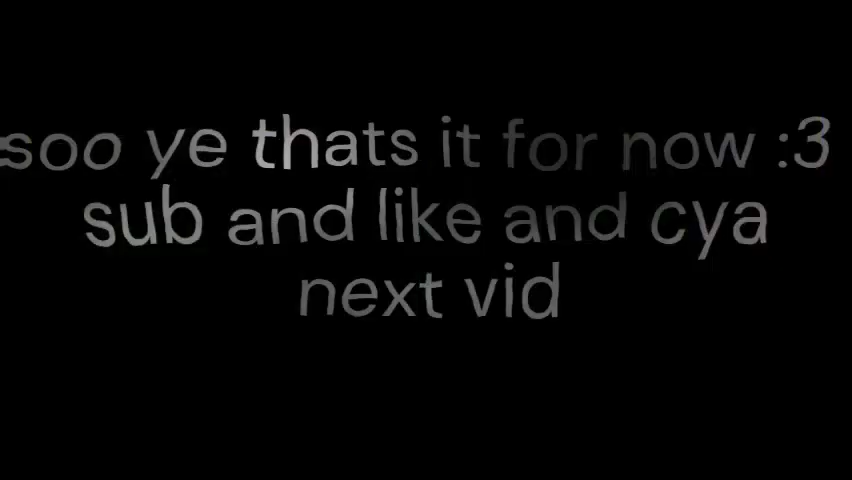 soo ye thats it for now :3
sub and like and cya
next vid